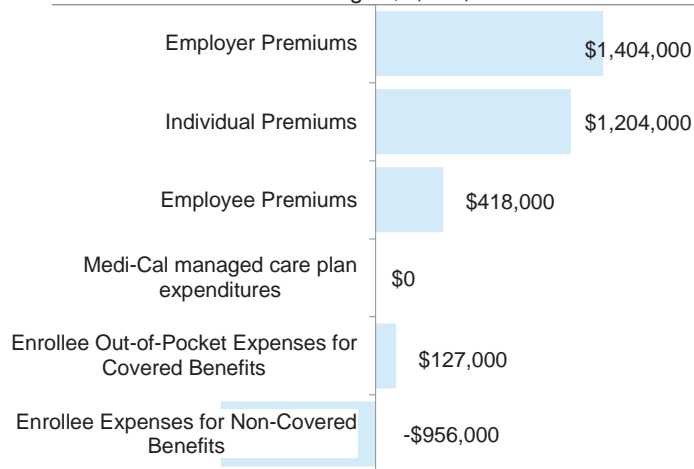 Employer Premiums
$1,404,000
Individual Premiums
$1,204,000
Employee Premiums
$418,000
Medi-Cal managed care plan
expenditures
$0
Enrollee Out-of-Pocket Expenses for
Covered Benefits
$127,000
Enrollee Expenses for Non-Covered
Benefits
-$956,000